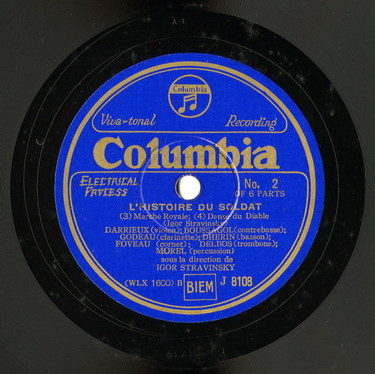 Columbia
Viva-tonal Recording
Columbia
ELECTRICAL PROCESS
No. 2
OF 6 PARTS
L'HISTOIRE DU SOLDAT
(3) Marche Royale; (4) Danse du Diable
(Igor Stravinsky)
DARRIEUX (violon); BOUSSAGOL (contrebasse);
GODEAU (clarinette); DHERIN (basson);
FOVEAU (cornet); DELBOS (trombone);
MOREL (percussion)
sous la direction de
IGOR STRAVINSKY
(WLX 1600) B BIEM J 8108